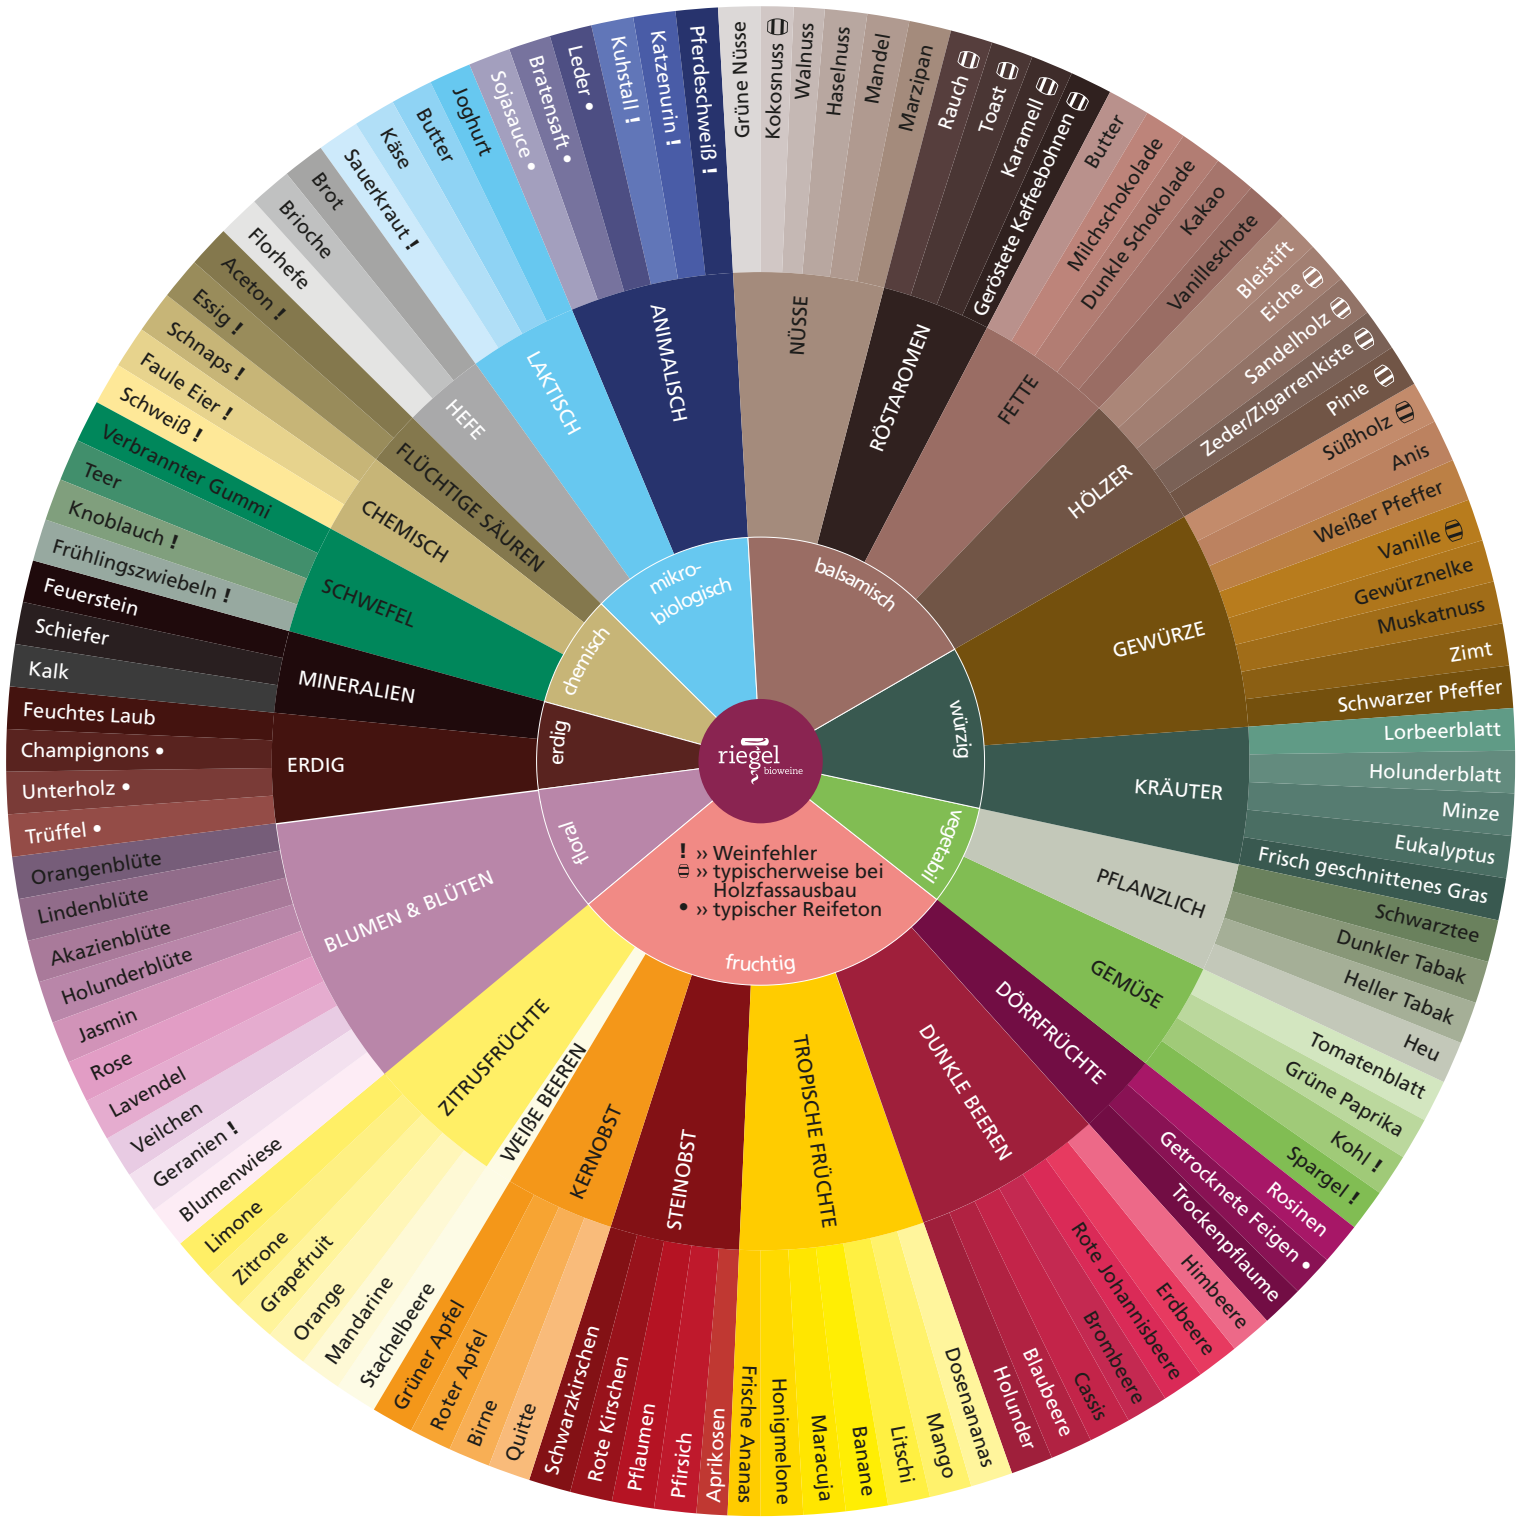 riegel
bioweine
! » Weinfehler
» typischerweise bei
Holzfassausbau
• » typischer Reifeton
balsamisch
NÜSSE
Grüne Nüsse
Kokosnuss
Walnuss
Haselnuss
Mandel
Marzipan
RÖSTAROMEN
Rauch
Toast
Karamell
Geröstete Kaffeebohnen
FETTE
Butter
Milchschokolade
Dunkle Schokolade
Kakao
Vanilleschote
HÖLZER
Bleistift
Eiche
Sandelholz
Zeder/Zigarrenkiste
Pinie
würzig
GEWÜRZE
Süßholz
Anis
Weißer Pfeffer
Vanille
Gewürznelke
Muskatnuss
Zimt
Schwarzer Pfeffer
KRÄUTER
Lorbeerblatt
Holunderblatt
Minze
Eukalyptus
Frisch geschnittenes Gras
vegetabil
PFLANZLICH
Schwarztee
Dunkler Tabak
Heller Tabak
Heu
GEMÜSE
Tomatenblatt
Grüne Paprika
Kohl !
Spargel !
fruchtig
DÖRRFRÜCHTE
Rosinen
Getrocknete Feigen •
Trockenpflaume
DUNKLE BEEREN
Himbeere
Erdbeere
Rote Johannisbeere
Brombeere
Cassis
Blaubeere
Holunder
TROPISCHE FRÜCHTE
Dosenananas
Mango
Litschi
Banane
Maracuja
Honigmelone
Frische Ananas
STEINOBST
Aprikosen
Pfirsich
Pflaumen
Rote Kirschen
Schwarzkirschen
KERNOBST
Quitte
Birne
Roter Apfel
Grüner Apfel
WEIßE BEEREN
Stachelbeere
ZITRUSFRÜCHTE
Mandarine
Orange
Grapefruit
Zitrone
Limone
floral
BLUMEN & BLÜTEN
Blumenwiese
Geranien !
Veilchen
Lavendel
Rose
Jasmin
Holunderblüte
Akazienblüte
Lindenblüte
Orangenblüte
erdig
ERDIG
Trüffel •
Unterholz •
Champignons •
Feuchtes Laub
MINERALIEN
Kalk
Schiefer
Feuerstein
chemisch
SCHWEFEL
Frühlingszwiebeln !
Knoblauch !
Teer
Verbrannter Gummi
CHEMISCH
Schweiß !
Faule Eier !
Schnaps !
FLÜCHTIGE SÄUREN
Essig !
Aceton !
mikro-
biologisch
HEFE
Florhefe
Brioche
Brot
LAKTISCH
Sauerkraut !
Käse
Butter
Joghurt
ANIMALISCH
Sojasauce •
Bratensaft •
Leder •
Kuhstall !
Katzenurin !
Pferdeschweiß !